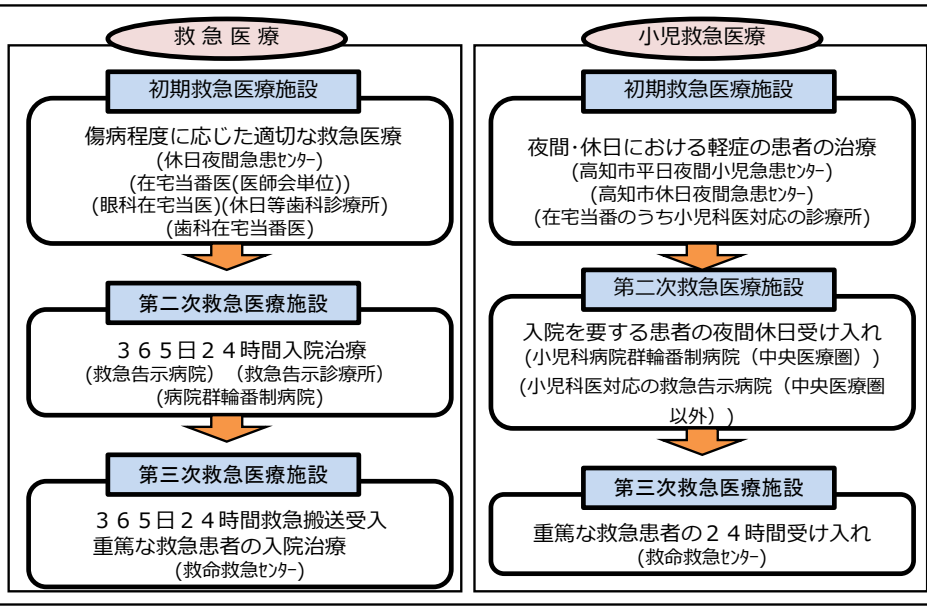 救 急 医 療
初期救急医療施設
傷病程度に応じた適切な救急医療
(休日夜間急患ｾﾝﾀｰ)
(在宅当番医(医師会単位))
(眼科在宅当医)(休日等歯科診療所)
(歯科在宅当番医)
第二次救急医療施設
３６５日２４時間入院治療
(救急告示病院）（救急告示診療所）
(病院群輪番制病院)
第三次救急医療施設
３６５日２４時間救急搬送受入
重篤な救急患者の入院治療
(救命救急ｾﾝﾀｰ)
小児救急医療
初期救急医療施設
夜間･休日における軽症の患者の治療
(高知市平日夜間小児急患ｾﾝﾀｰ)
(高知市休日夜間急患ｾﾝﾀｰ)
(在宅当番のうち小児科医対応の診療所)
第二次救急医療施設
入院を要する患者の夜間休日受け入れ
(小児科病院群輪番制病院（中央医療圏）)
(小児科医対応の救急告示病院（中央医療圏
以外）)
第三次救急医療施設
重篤な救急患者の２４時間受け入れ
(救命救急ｾﾝﾀｰ)